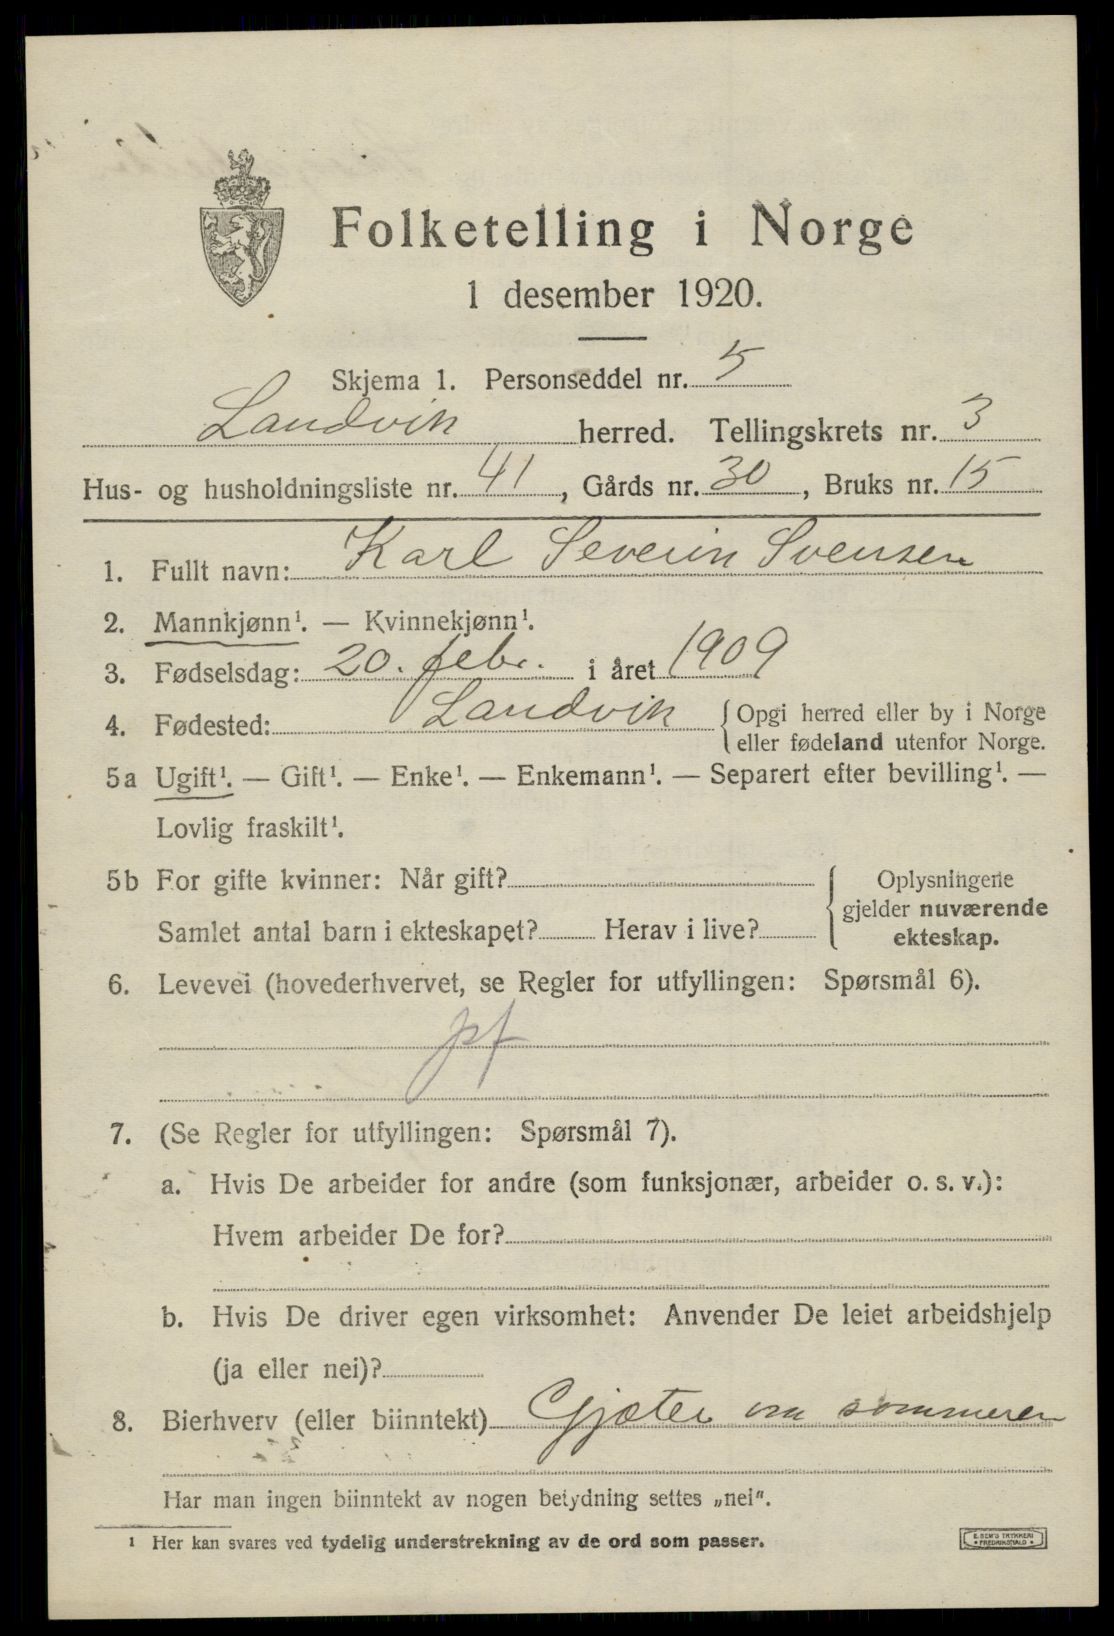 Folketelling i Norge
1 desember 1920.
Skjema 1. Personseddel nr. 5
Landvik herred. Tellingskrets nr. 3
Hus- og husholdningsliste nr. 41, Gårds nr. 30, Bruks nr. 15
1. Fullt navn: Karl Severin Svensen
2. Mannkjønn¹. — Kvinnekjønn¹.
3. Fødselsdag: 20. febr. i året 1909
4. Fødested: Landvik { Opgi herred eller by i Norge
eller fødeland utenfor Norge.
5a Ugift¹. — Gift¹. — Enke¹. — Enkemann¹. — Separert efter bevilling¹. —
Lovlig fraskilt¹.
5b For gifte kvinner: Når gift?
Samlet antal barn i ekteskapet? Herav i live?
{ Oplysningene
gjelder nuværende
ekteskap.
6. Levevei (hovederhvervet, se Regler for utfyllingen: Spørsmål 6).
pf
7. (Se Regler for utfyllingen: Spørsmål 7).
a. Hvis De arbeider for andre (som funksjonær, arbeider o. s. v.):
Hvem arbeider De for?
b. Hvis De driver egen virksomhet: Anvender De leiet arbeidshjelp
(ja eller nei)?
8. Bierhverv (eller biinntekt) Gjæter om sommeren
Har man ingen biinntekt av nogen betydning settes „nei".
¹ Her kan svares ved tydelig understrekning av de ord som passer.
E. SEM'S TRYKKERI
• FREDRIKSHALD •